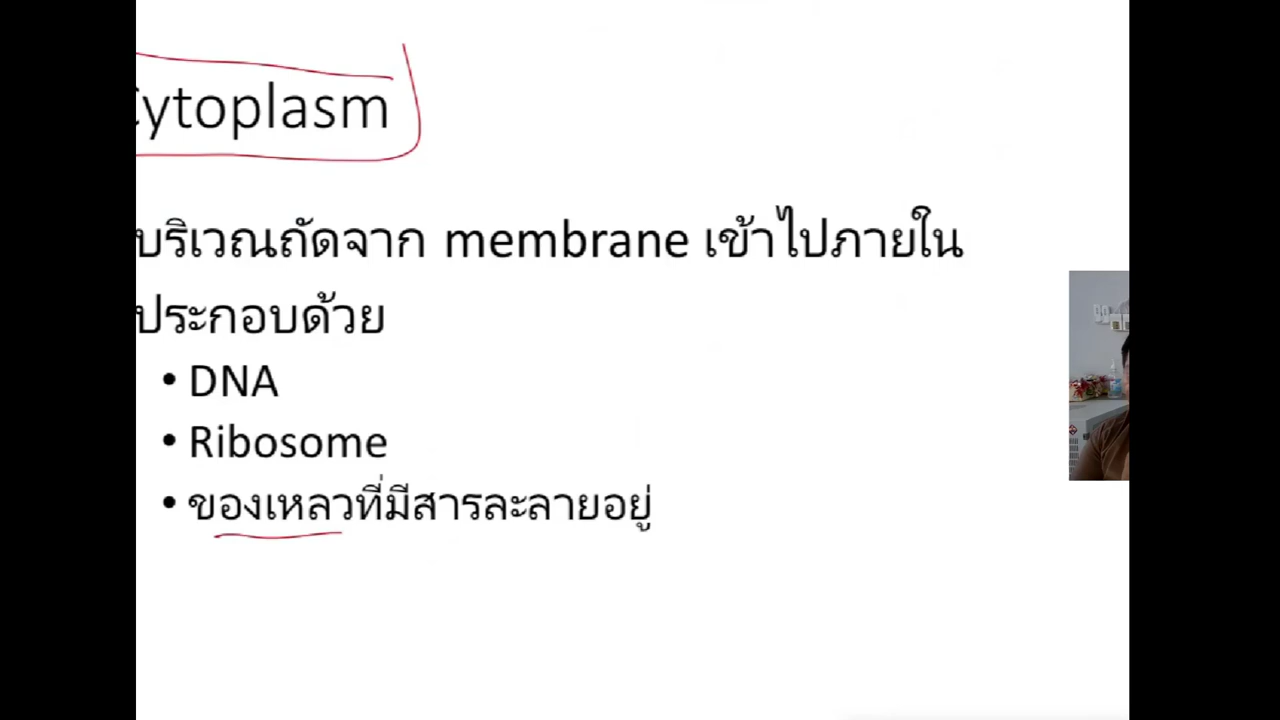 Cytoplasm
บริเวณถัดจาก membrane เข้าไปภายใน
ประกอบด้วย
• DNA
• Ribosome
• ของเหลวที่มีสารละลายอยู่